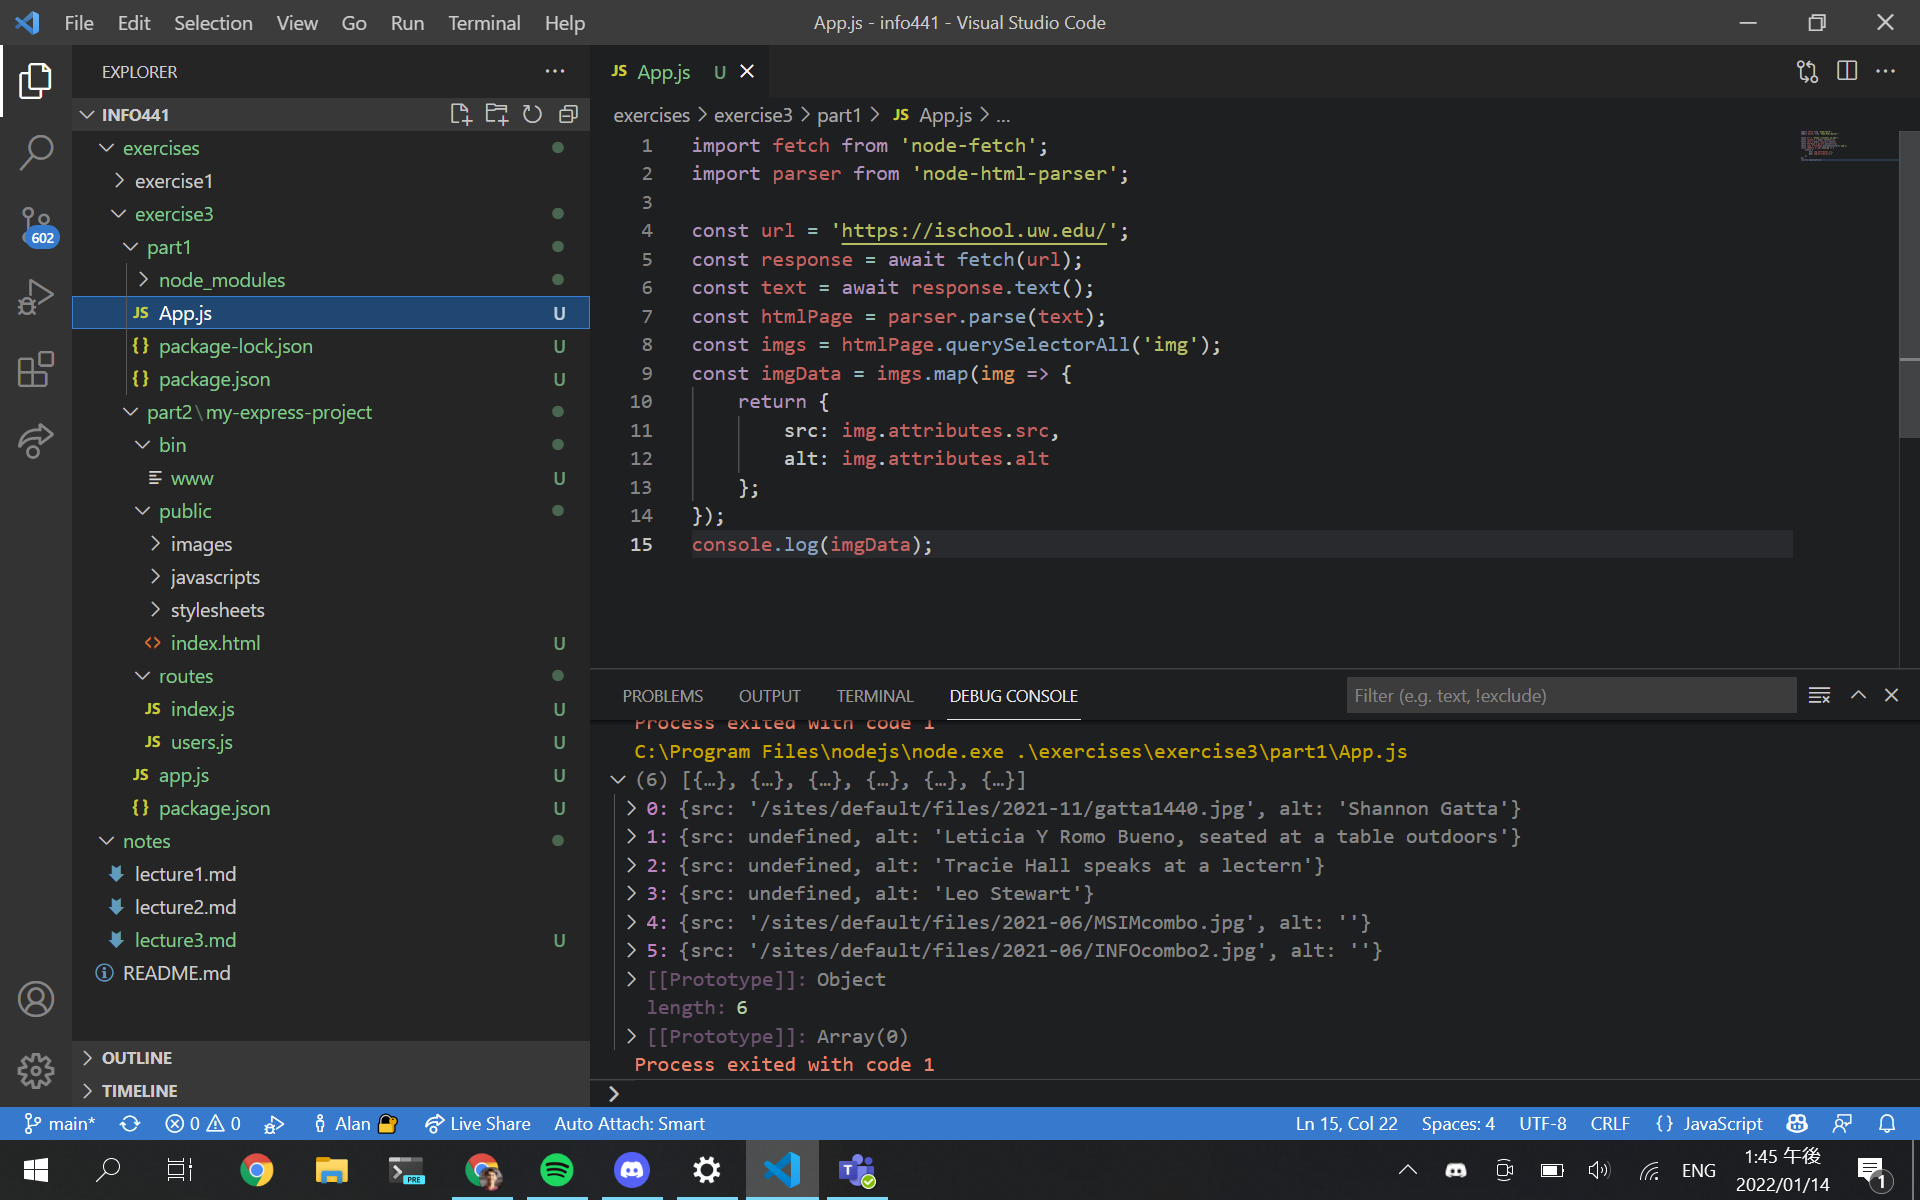 File Edit Selection View Go Run Terminal Help
App.js - info441 - Visual Studio Code
EXPLORER
INFO441
exercises
exercise1
exercise3
part1
node_modules
JS App.js U
{} package-lock.json U
{} package.json U
part2\my-express-project
bin
www U
public
images
javascripts
stylesheets
<> index.html U
routes
JS index.js U
JS users.js U
JS app.js U
{} package.json U
notes
lecture1.md
lecture2.md
lecture3.md U
README.md
OUTLINE
TIMELINE
602
JS App.js U
exercises > exercise3 > part1 > JS App.js > ...
1 import fetch from 'node-fetch';
2 import parser from 'node-html-parser';
3
4 const url = 'https://ischool.uw.edu/';
5 const response = await fetch(url);
6 const text = await response.text();
7 const htmlPage = parser.parse(text);
8 const imgs = htmlPage.querySelectorAll('img');
9 const imgData = imgs.map(img => {
10 return {
11 src: img.attributes.src,
12 alt: img.attributes.alt
13 };
14 });
15 console.log(imgData);
PROBLEMS OUTPUT TERMINAL DEBUG CONSOLE
Filter (e.g. text, !exclude)
Process exited with code 1
C:\Program Files\nodejs\node.exe .\exercises\exercise3\part1\App.js
(6) [{…}, {…}, {…}, {…}, {…}, {…}]
0: {src: '/sites/default/files/2021-11/gatta1440.jpg', alt: 'Shannon Gatta'}
1: {src: undefined, alt: 'Leticia Y Romo Bueno, seated at a table outdoors'}
2: {src: undefined, alt: 'Tracie Hall speaks at a lectern'}
3: {src: undefined, alt: 'Leo Stewart'}
4: {src: '/sites/default/files/2021-06/MSIMcombo.jpg', alt: ''}
5: {src: '/sites/default/files/2021-06/INFOcombo2.jpg', alt: ''}
[[Prototype]]: Object
length: 6
[[Prototype]]: Array(0)
Process exited with code 1
main* 0 0 Alan Live Share Auto Attach: Smart
Ln 15, Col 22 Spaces: 4 UTF-8 CRLF {} JavaScript
PRE
T
ENG
1:45 午後
2022/01/14
1